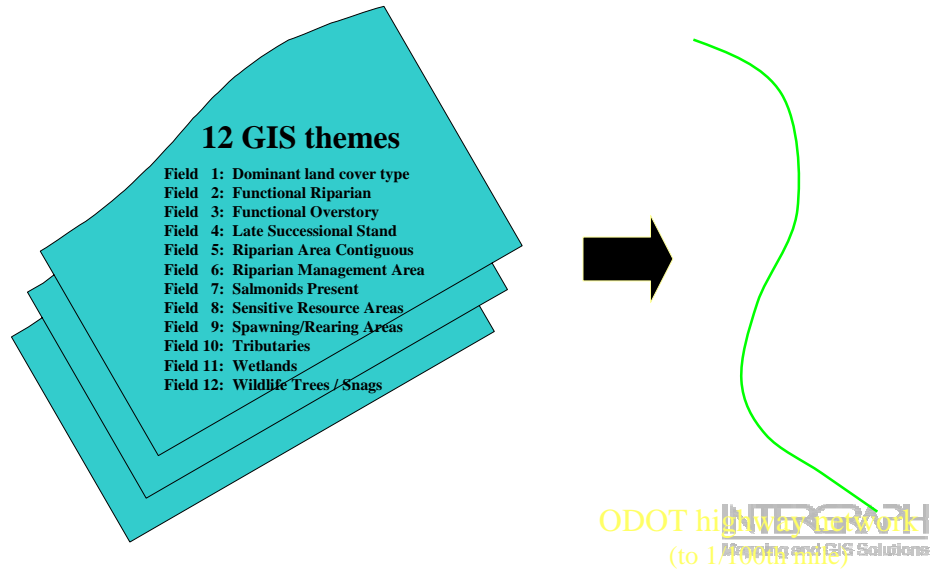 12 GIS themes
Field 1: Dominant land cover type
Field 2: Functional Riparian
Field 3: Functional Overstory
Field 4: Late Successional Stand
Field 5: Riparian Area Contiguous
Field 6: Riparian Management Area
Field 7: Salmonids Present
Field 8: Sensitive Resource Areas
Field 9: Spawning/Rearing Areas
Field 10: Tributaries
Field 11: Wetlands
Field 12: Wildlife Trees / Snags
ODOT highway network
(to 1/100th mile)
INTERGRAPH
Mapping and GIS Solutions